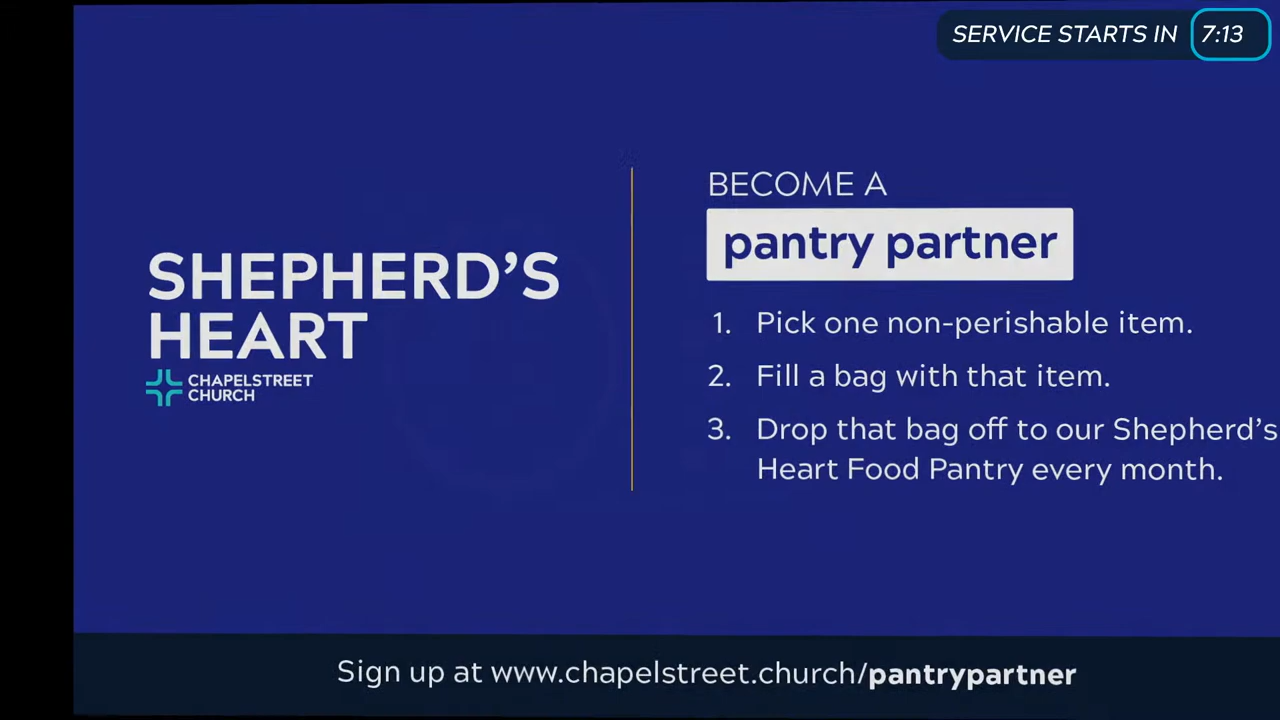 SERVICE STARTS IN 7:13
SHEPHERD'S
HEART
CHAPELSTREET
CHURCH
BECOME A
pantry partner
1. Pick one non-perishable item.
2. Fill a bag with that item.
3. Drop that bag off to our Shepherd's
Heart Food Pantry every month.
Sign up at www.chapelstreet.church/pantrypartner